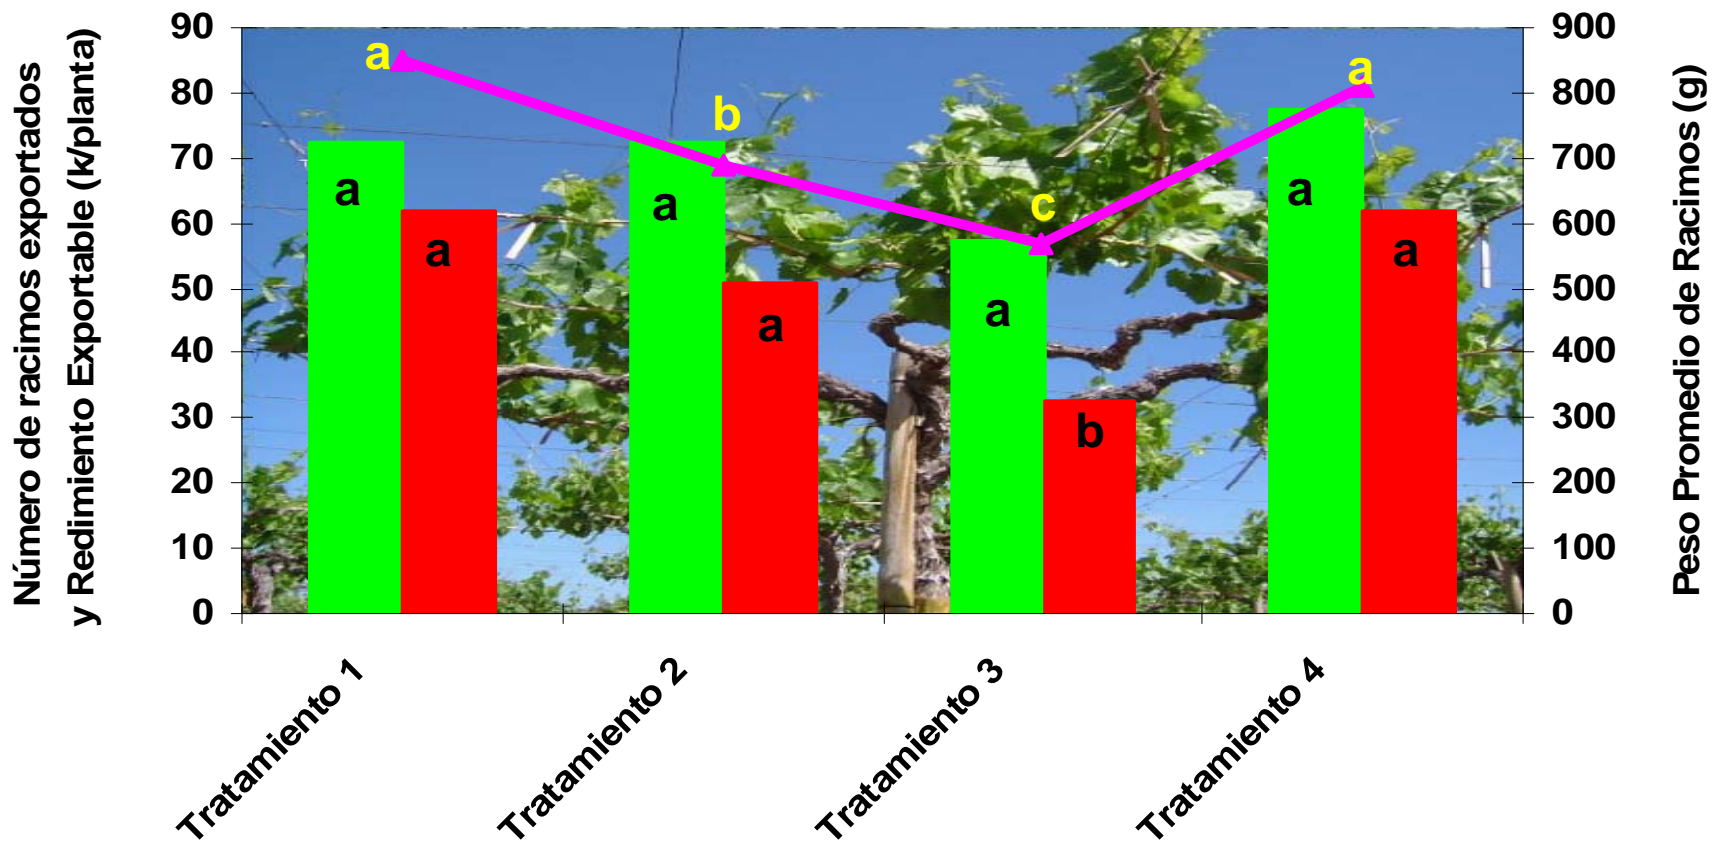 Número de racimos exportados
y Redimiento Exportable (k/planta)
90
80
70
60
50
40
30
20
10
0
a
b
c
a
a
a
a
a
a
a
b
a
900
800
700
600
500
400
300
200
100
0
Peso Promedio de Racimos (g)
Tratamiento 1
Tratamiento 2
Tratamiento 3
Tratamiento 4